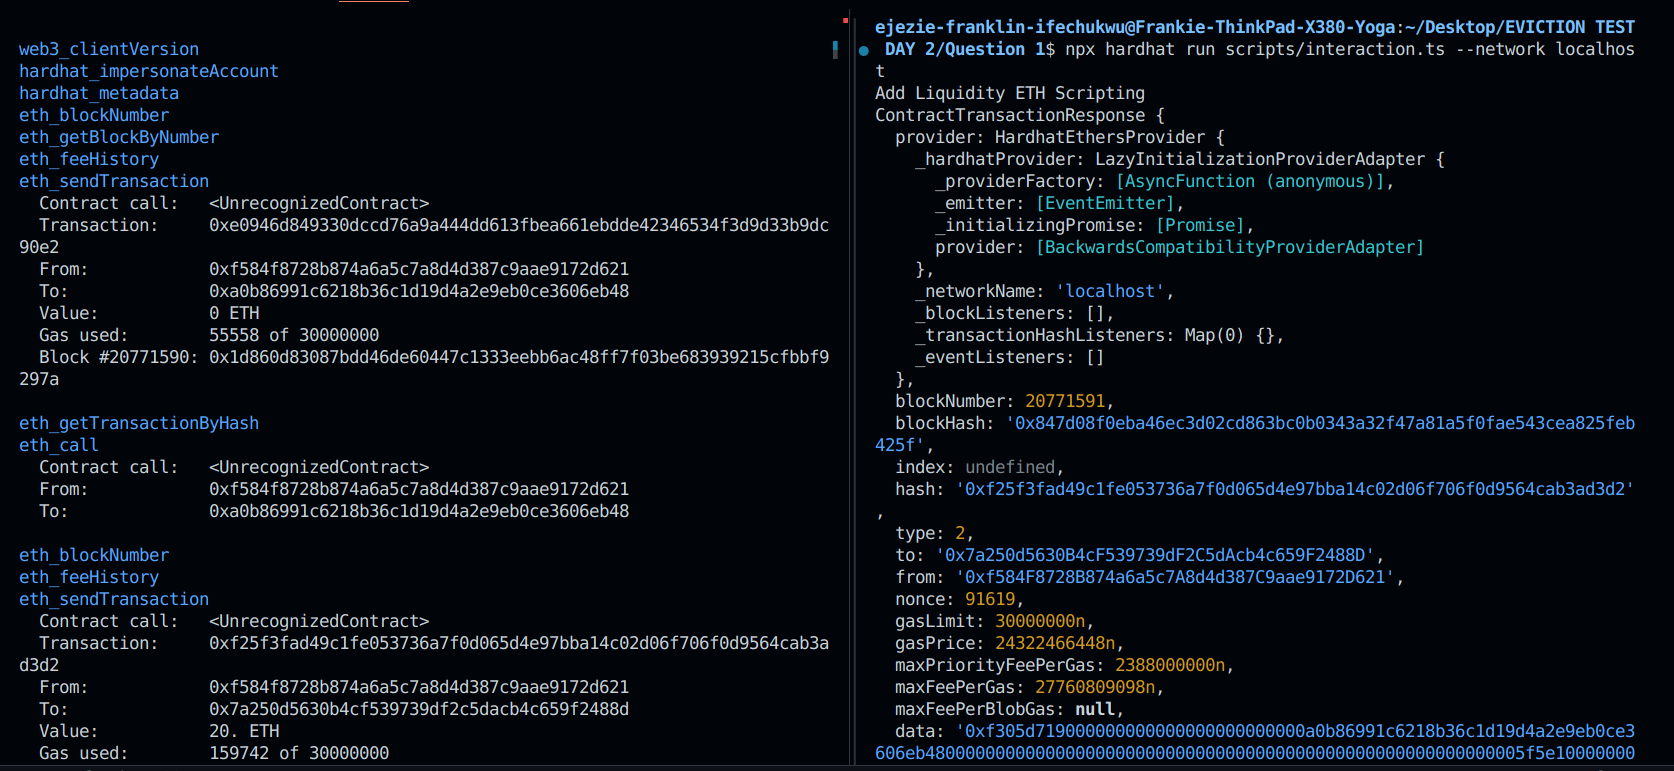 web3_clientVersion
hardhat_impersonateAccount
hardhat_metadata
eth_blockNumber
eth_getBlockByNumber
eth_feeHistory
eth_sendTransaction
  Contract call:   <UnrecognizedContract>
  Transaction:     0xe0946d849330dccd76a9a444dd613fbea661ebdde42346534f3d9d33b9dc
90e2
  From:            0xf584f8728b874a6a5c7a8d4d387c9aae9172d621
  To:              0xa0b86991c6218b36c1d19d4a2e9eb0ce3606eb48
  Value:           0 ETH
  Gas used:        55558 of 30000000
  Block #20771590: 0x1d860d83087bdd46de60447c1333eebb6ac48ff7f03be683939215cfbbf9
297a
eth_getTransactionByHash
eth_call
  Contract call:   <UnrecognizedContract>
  From:            0xf584f8728b874a6a5c7a8d4d387c9aae9172d621
  To:              0xa0b86991c6218b36c1d19d4a2e9eb0ce3606eb48
eth_blockNumber
eth_feeHistory
eth_sendTransaction
  Contract call:   <UnrecognizedContract>
  Transaction:     0xf25f3fad49c1fe053736a7f0d065d4e97bba14c02d06f706f0d9564cab3a
d3d2
  From:            0xf584f8728b874a6a5c7a8d4d387c9aae9172d621
  To:              0x7a250d5630b4cf539739df2c5dacb4c659f2488d
  Value:           20. ETH
  Gas used:        159742 of 30000000
ejezie-franklin-ifechukwu@Frankie-ThinkPad-X380-Yoga:~/Desktop/EVICTION TEST
 DAY 2/Question 1$ npx hardhat run scripts/interaction.ts --network localhos
t
Add Liquidity ETH Scripting
ContractTransactionResponse {
  provider: HardhatEthersProvider {
    _hardhatProvider: LazyInitializationProviderAdapter {
      _providerFactory: [AsyncFunction (anonymous)],
      _emitter: [EventEmitter],
      _initializingPromise: [Promise],
      provider: [BackwardsCompatibilityProviderAdapter]
    },
    _networkName: 'localhost',
    _blockListeners: [],
    _transactionHashListeners: Map(0) {},
    _eventListeners: []
  },
  blockNumber: 20771591,
  blockHash: '0x847d08f0eba46ec3d02cd863bc0b0343a32f47a81a5f0fae543cea825feb
425f',
  index: undefined,
  hash: '0xf25f3fad49c1fe053736a7f0d065d4e97bba14c02d06f706f0d9564cab3ad3d2'
,
  type: 2,
  to: '0x7a250d5630B4cF539739dF2C5dAcb4c659F2488D',
  from: '0xf584F8728B874a6a5c7A8d4d387C9aae9172D621',
  nonce: 91619,
  gasLimit: 30000000n,
  gasPrice: 24322466448n,
  maxPriorityFeePerGas: 2388000000n,
  maxFeePerGas: 27760809098n,
  maxFeePerBlobGas: null,
  data: '0xf305d719000000000000000000000000a0b86991c6218b36c1d19d4a2e9eb0ce3
606eb480000000000000000000000000000000000000000000000000000000005f5e10000000